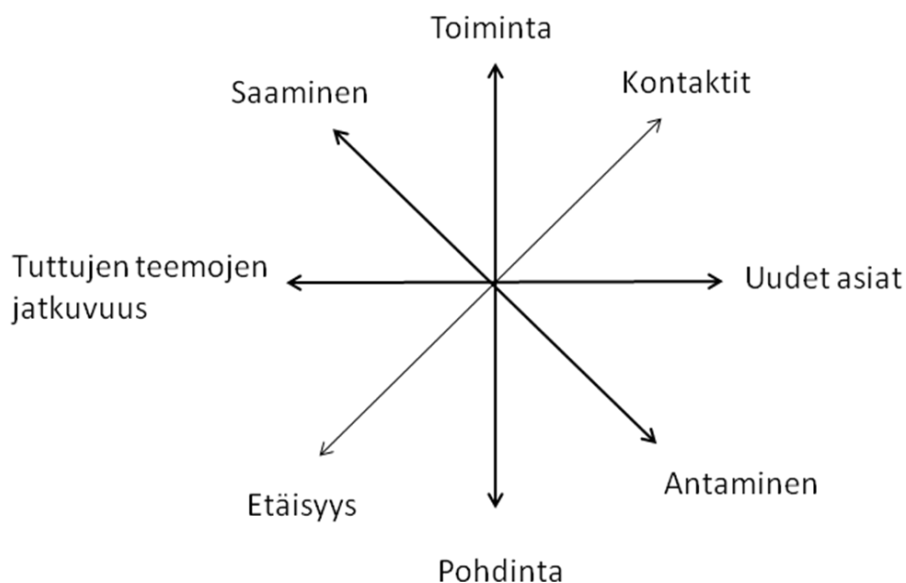 Toiminta
Kontaktit
Saaminen
Tuttujen teemojen
jatkuvuus
Uudet asiat
Antaminen
Etäisyys
Pohdinta